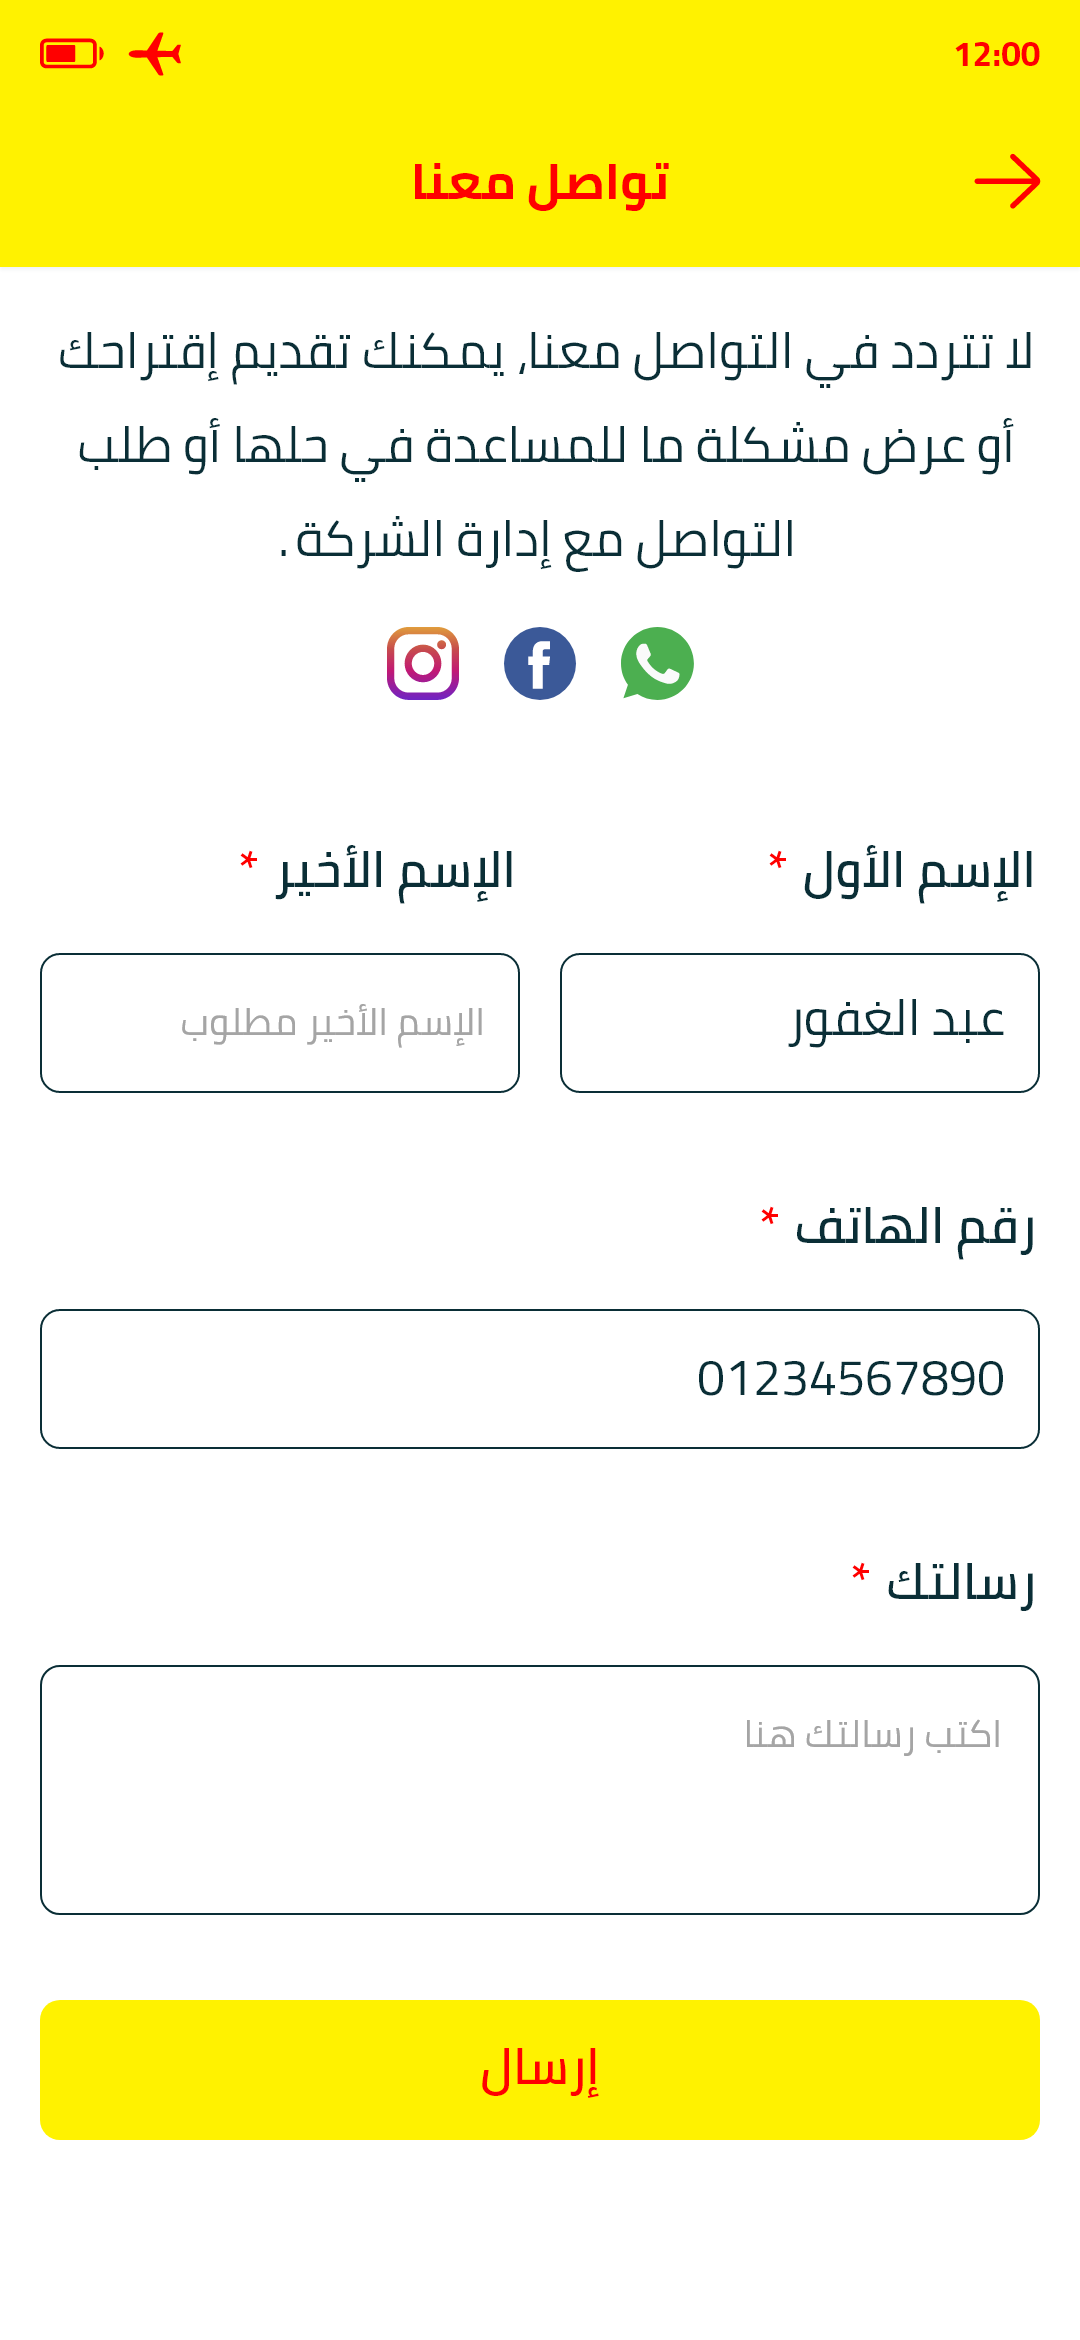 12:00
تواصل معنا
لا تتردد في التواصل معنا, يمكنك تقديم إقتراحك
أو عرض مشكلة ما للمساعدة في حلها أو طلب
التواصل مع إدارة الشركة.
الإسم الأول *
الإسم الأخير *
عبد الغفور
الإسم الأخير مطلوب
رقم الهاتف *
01234567890
رسالتك *
اكتب رسالتك هنا
إرسال